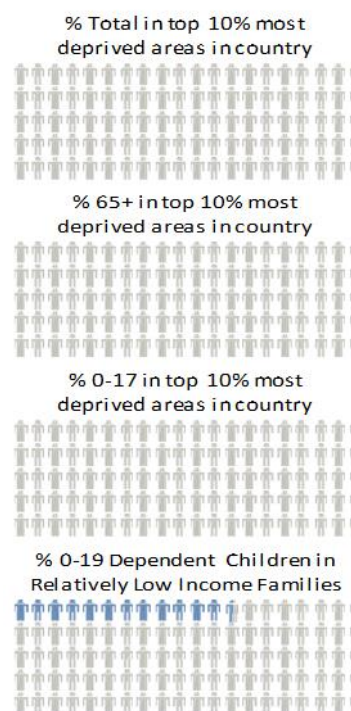 % Total in top 10% most
deprived areas in country
% 65+ in top 10% most
deprived areas in country
% 0-17 in top 10% most
deprived areas in country
% 0-19 Dependent Children in
Relatively Low Income Families